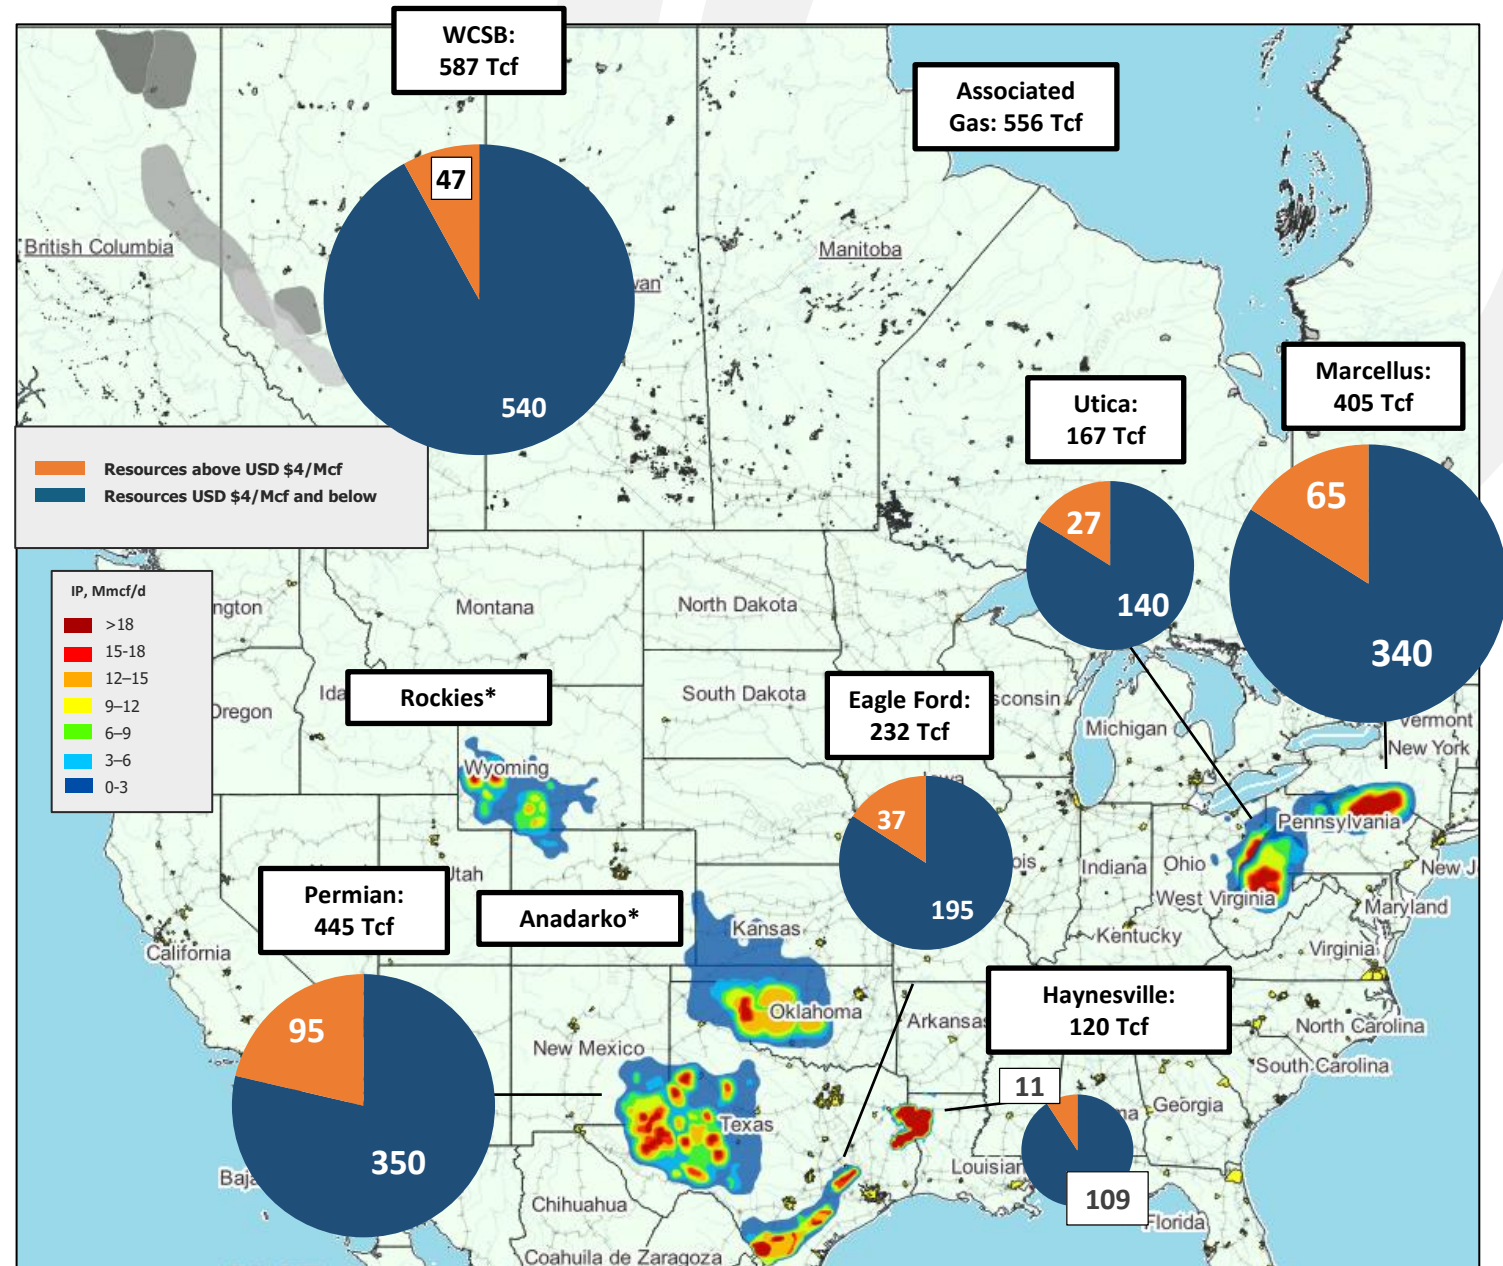 WCSB:
587 Tcf
Associated
Gas: 556 Tcf
47
540
British Columbia
Manitoba
Marcellus:
405 Tcf
Utica:
167 Tcf
65
340
27
140
Resources above USD $4/Mcf
Resources USD $4/Mcf and below
IP, Mmcf/d
>18
15-18
12–15
9–12
6–9
3–6
0-3
Montana
North Dakota
South Dakota
Oregon
Rockies*
Wyoming
Eagle Ford:
232 Tcf
37
195
Michigan
Vermont
New York
Pennsylvania
Indiana
Ohio
West Virginia
New J
Maryland
Kentucky
Virginia
Utah
California
Permian:
445 Tcf
95
350
Anadarko*
Kansas
Oklahoma
Arkansas
New Mexico
Texas
Haynesville:
120 Tcf
11
109
North Carolina
South Carolina
Georgia
Louisian
Florida
Baja
Chihuahua
Coahuila de Zaragoza